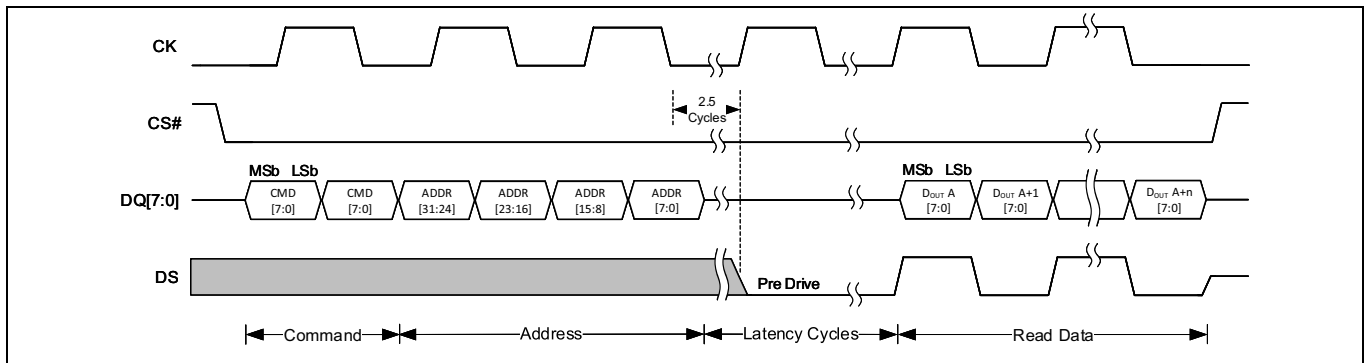 CK
2.5
Cycles
CS#
MSb LSb MSb LSb
DQ[7:0] CMD [7:0] CMD [7:0] ADDR [31:24] ADDR [23:16] ADDR [15:8] ADDR [7:0] DOUT A [7:0] DOUT A+1 [7:0] DOUT A+n [7:0]
DS Pre Drive
Command Address Latency Cycles Read Data